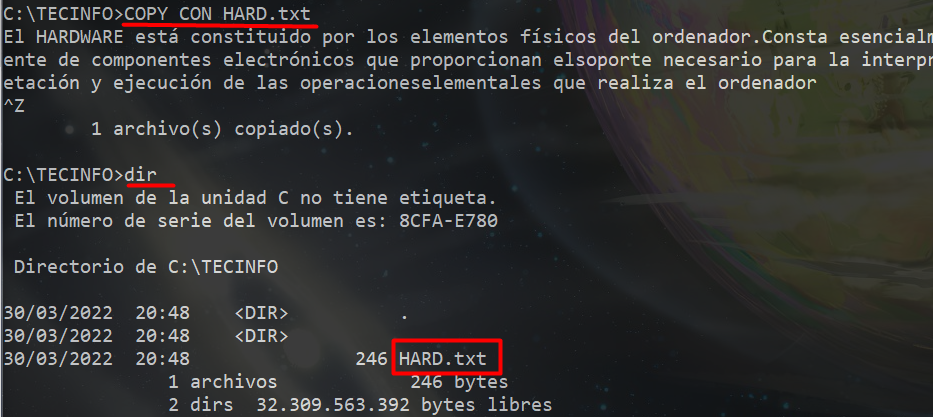 C:\TECINFO>COPY CON HARD.txt
El HARDWARE está constituido por los elementos físicos del ordenador.Consta esencialm
ente de componentes electrónicos que proporcionan elsoporte necesario para la interpr
etación y ejecución de las operacioneselementales que realiza el ordenador
^Z
1 archivo(s) copiado(s).
C:\TECINFO>dir
El volumen de la unidad C no tiene etiqueta.
El número de serie del volumen es: 8CFA-E780
Directorio de C:\TECINFO
30/03/2022 20:48 <DIR> .
30/03/2022 20:48 <DIR>
30/03/2022 20:48 246 HARD.txt
1 archivos 246 bytes
2 dirs 32.309.563.392 bytes libres